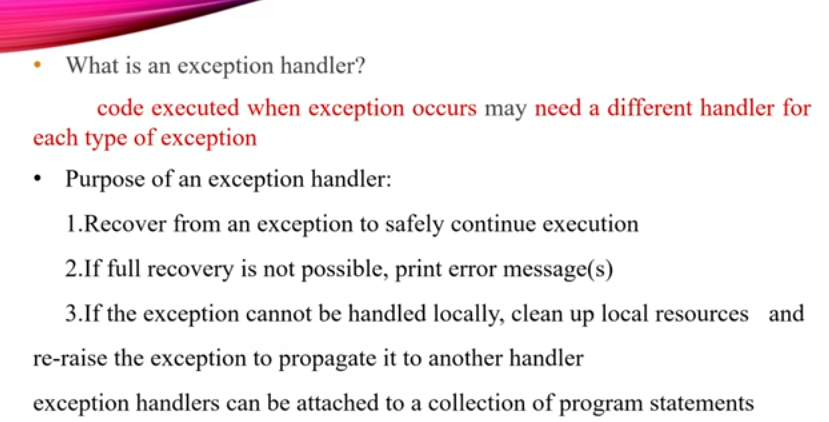 • What is an exception handler?
code executed when exception occurs may need a different handler for
each type of exception
• Purpose of an exception handler:
1.Recover from an exception to safely continue execution
2.If full recovery is not possible, print error message(s)
3.If the exception cannot be handled locally, clean up local resources and
re-raise the exception to propagate it to another handler
exception handlers can be attached to a collection of program statements